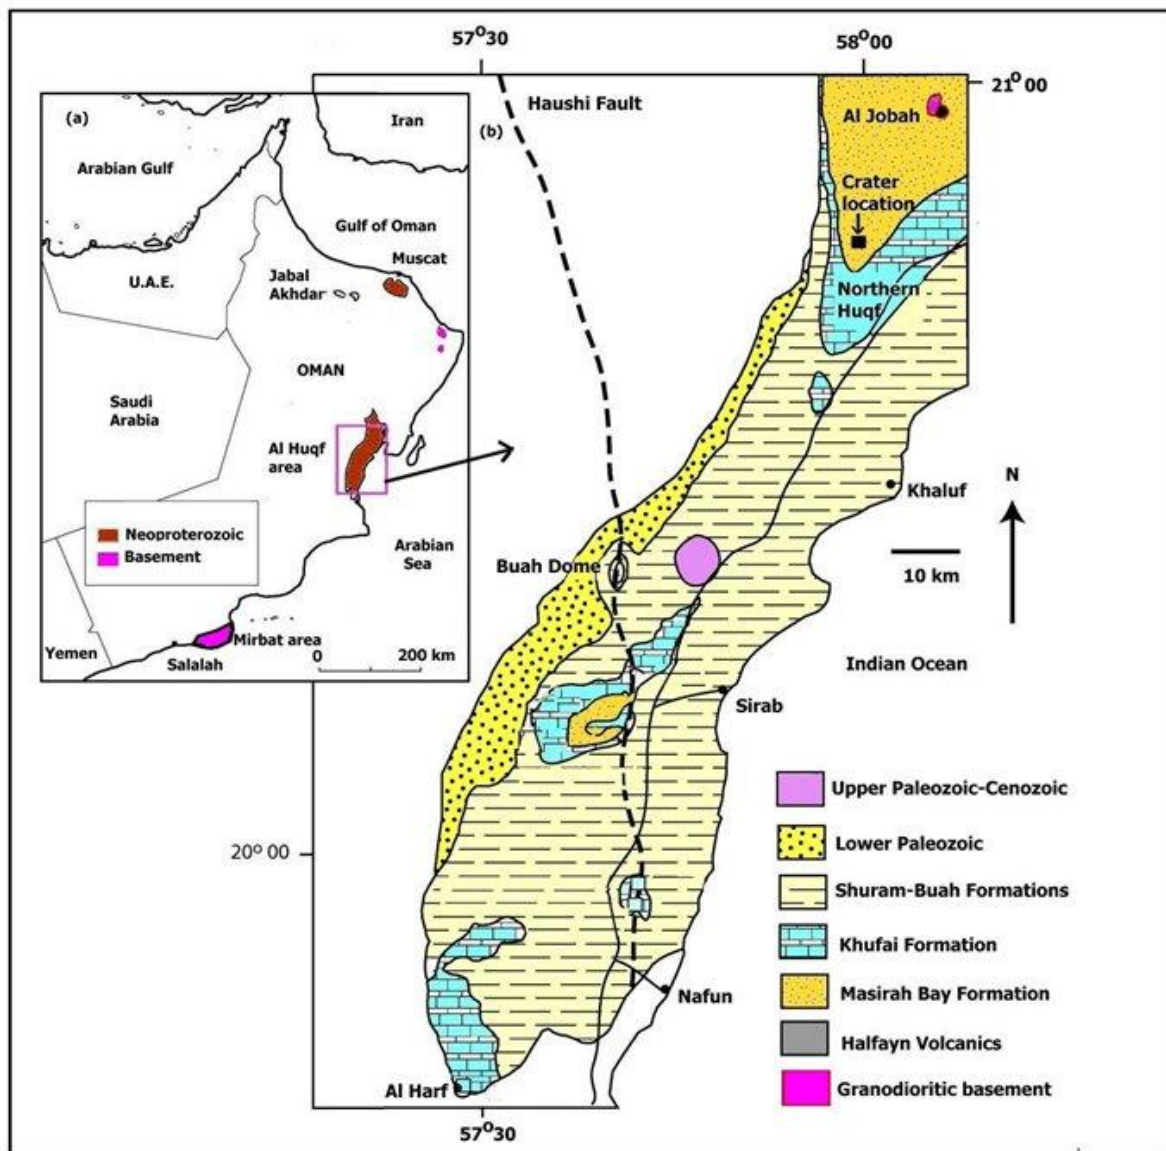 57°30
58°00
21° 00
(a)
Iran
Arabian Gulf
Gulf of Oman
Muscat
U.A.E.
Jabal
Akhdar
OMAN
Saudi
Arabia
Al Huqf
area
Neoproterozoic
Basement
Arabian
Sea
Mirbat area
Yemen
Salalah
0
200 km
(b)
Haushi Fault
Al Jobah
Crater
location
Northern
Huqf
Khaluf
N
10 km
Buah Dome
Indian Ocean
Sirab
20° 00
Nafun
Al Harf
57°30
Upper Paleozoic-Cenozoic
Lower Paleozoic
Shuram-Buah Formations
Khufai Formation
Masirah Bay Formation
Halfayn Volcanics
Granodioritic basement